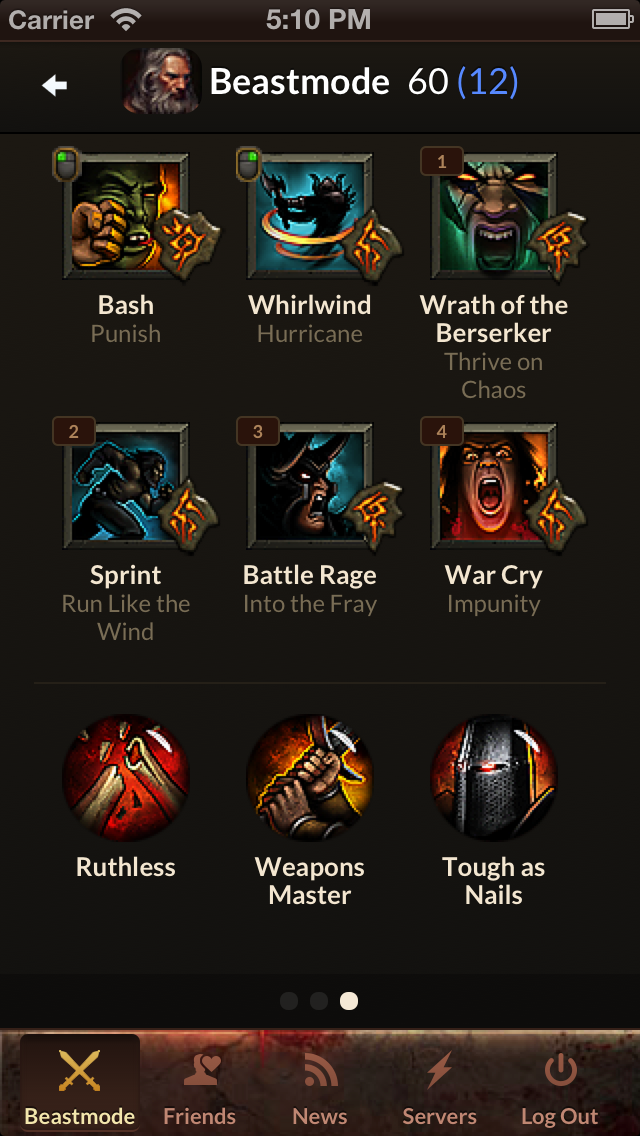 Carrier 5:10 PM
Beastmode 60 (12)
1
Bash Whirlwind Wrath of the
Berserker
Punish Hurricane Thrive on
Chaos
2 3 4
Sprint Battle Rage War Cry
Run Like the
Wind Into the Fray Impunity
Ruthless Weapons
Master Tough as
Nails
Beastmode Friends News Servers Log Out